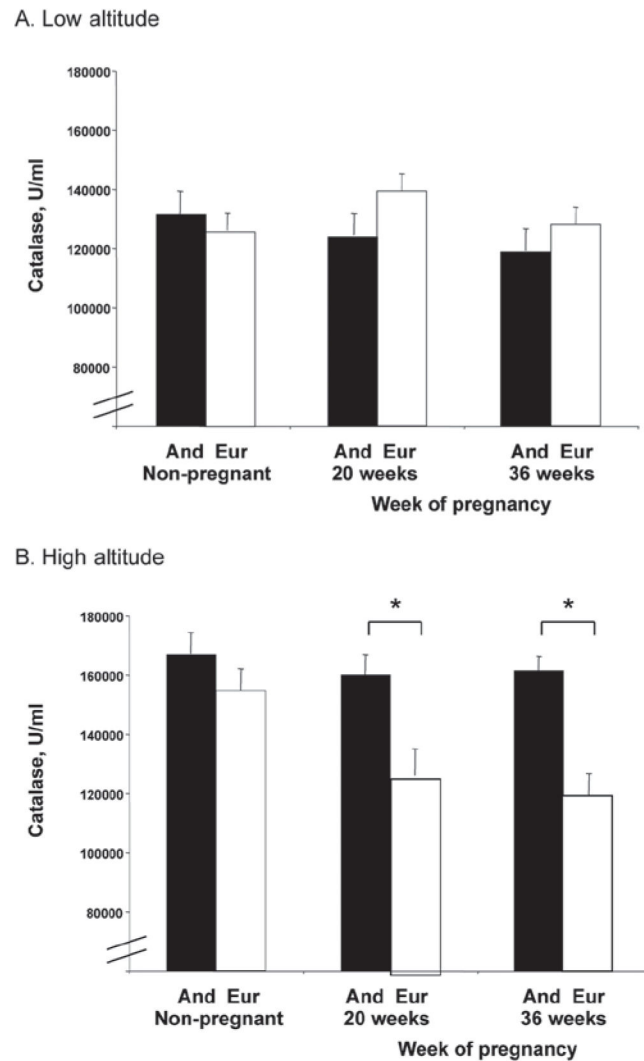 A. Low altitude
180000
160000
140000
120000
100000
80000
Catalase, U/ml
And Eur And Eur And Eur
Non-pregnant 20 weeks 36 weeks
Week of pregnancy
B. High altitude
180000
160000
140000
120000
100000
80000
Catalase, U/ml
* *
And Eur And Eur And Eur
Non-pregnant 20 weeks 36 weeks
Week of pregnancy